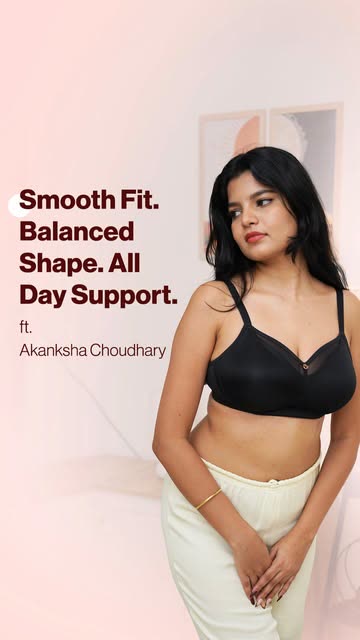 Smooth Fit.
Balanced
Shape. All
Day Support.
ft.
Akanksha Choudhary